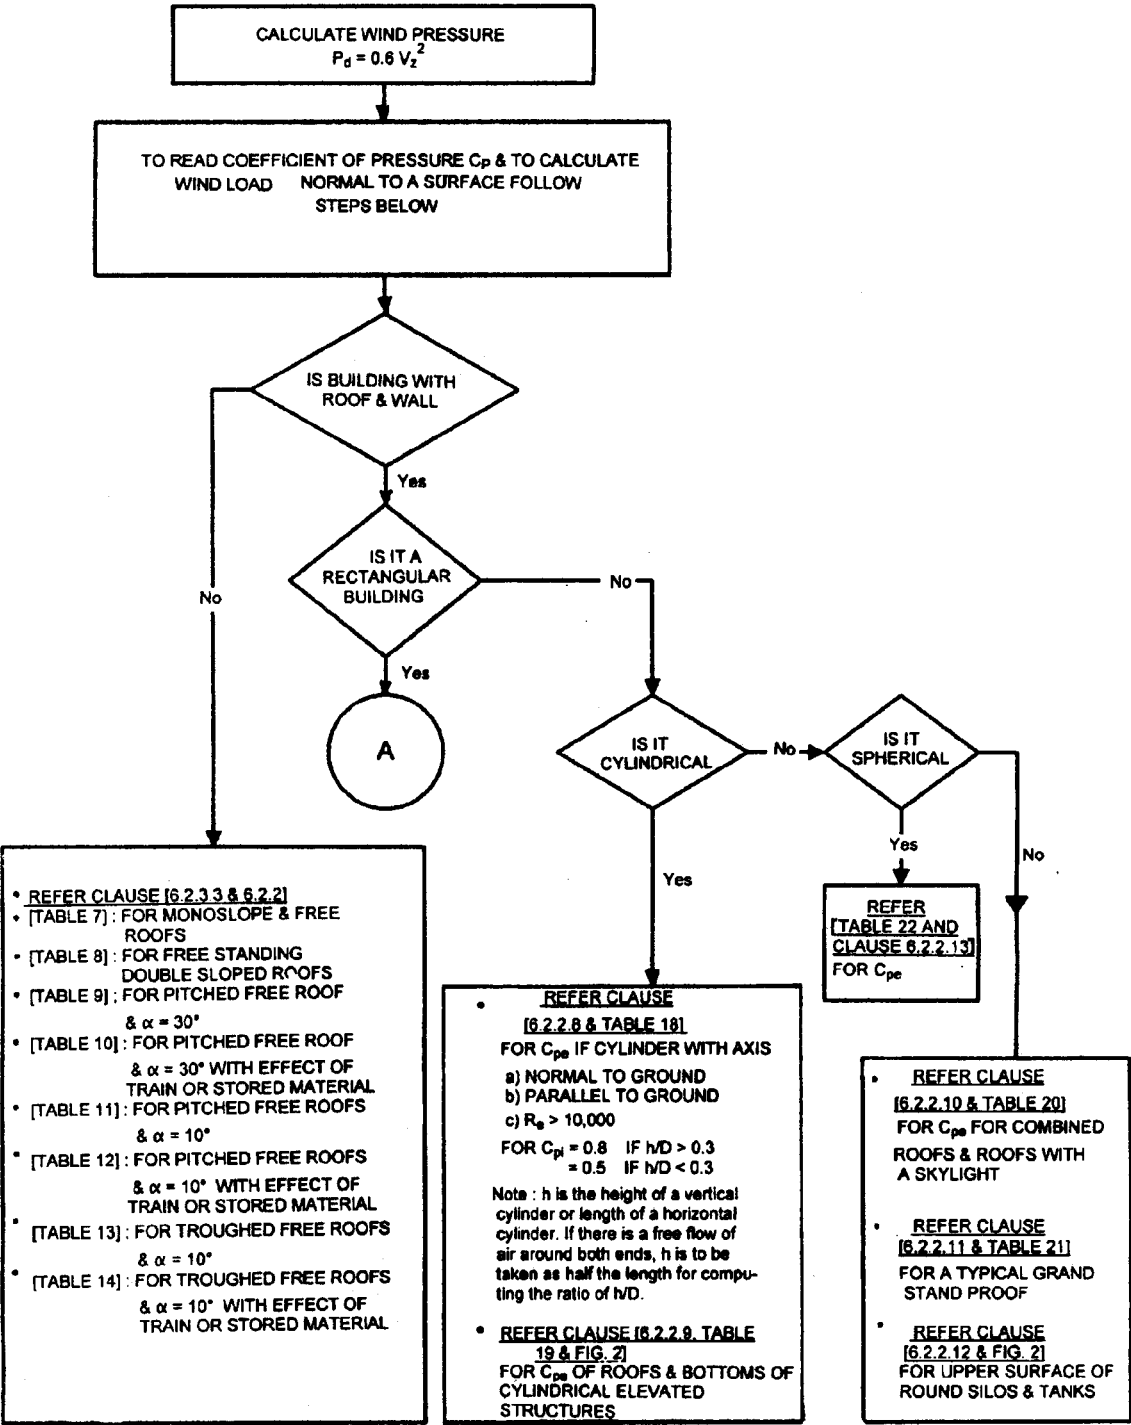 CALCULATE WIND PRESSURE
Pd = 0.6 Vz²
TO READ COEFFICIENT OF PRESSURE CP & TO CALCULATE
WIND LOAD NORMAL TO A SURFACE FOLLOW
STEPS BELOW
IS BUILDING WITH
ROOF & WALL
Yes
No
IS IT A
RECTANGULAR
BUILDING
No
Yes
A
IS IT
CYLINDRICAL
No
IS IT
SPHERICAL
Yes
No
Yes
• REFER CLAUSE [6.2.3.3 & 6.2.2]
• [TABLE 7] : FOR MONOSLOPE & FREE
ROOFS
• [TABLE 8] : FOR FREE STANDING
DOUBLE SLOPED ROOFS
• [TABLE 9] : FOR PITCHED FREE ROOF
& α = 30°
• [TABLE 10] : FOR PITCHED FREE ROOF
& α = 30° WITH EFFECT OF
TRAIN OR STORED MATERIAL
• [TABLE 11] : FOR PITCHED FREE ROOFS
& α = 10°
• [TABLE 12] : FOR PITCHED FREE ROOFS
& α = 10° WITH EFFECT OF
TRAIN OR STORED MATERIAL
• [TABLE 13] : FOR TROUGHED FREE ROOFS
& α = 10°
• [TABLE 14] : FOR TROUGHED FREE ROOFS
& α = 10° WITH EFFECT OF
TRAIN OR STORED MATERIAL
• REFER CLAUSE
[6.2.2.8 & TABLE 18]
FOR Cpe IF CYLINDER WITH AXIS
a) NORMAL TO GROUND
b) PARALLEL TO GROUND
c) Re > 10,000
FOR Cpi = 0.8 IF h/D > 0.3
= 0.5 IF h/D < 0.3
Note : h is the height of a vertical
cylinder or length of a horizontal
cylinder. If there is a free flow of
air around both ends, h is to be
taken as half the length for compu-
ting the ratio of h/D.
• REFER CLAUSE [6.2.2.9, TABLE
19 & FIG. 2]
FOR Cpe OF ROOFS & BOTTOMS OF
CYLINDRICAL ELEVATED
STRUCTURES
REFER
[TABLE 22 AND
CLAUSE 6.2.2.13]
FOR Cpe
• REFER CLAUSE
[6.2.2.10 & TABLE 20]
FOR Cpe FOR COMBINED
ROOFS & ROOFS WITH
A SKYLIGHT
• REFER CLAUSE
[6.2.2.11 & TABLE 21]
FOR A TYPICAL GRAND
STAND PROOF
• REFER CLAUSE
[6.2.2.12 & FIG. 2]
FOR UPPER SURFACE OF
ROUND SILOS & TANKS